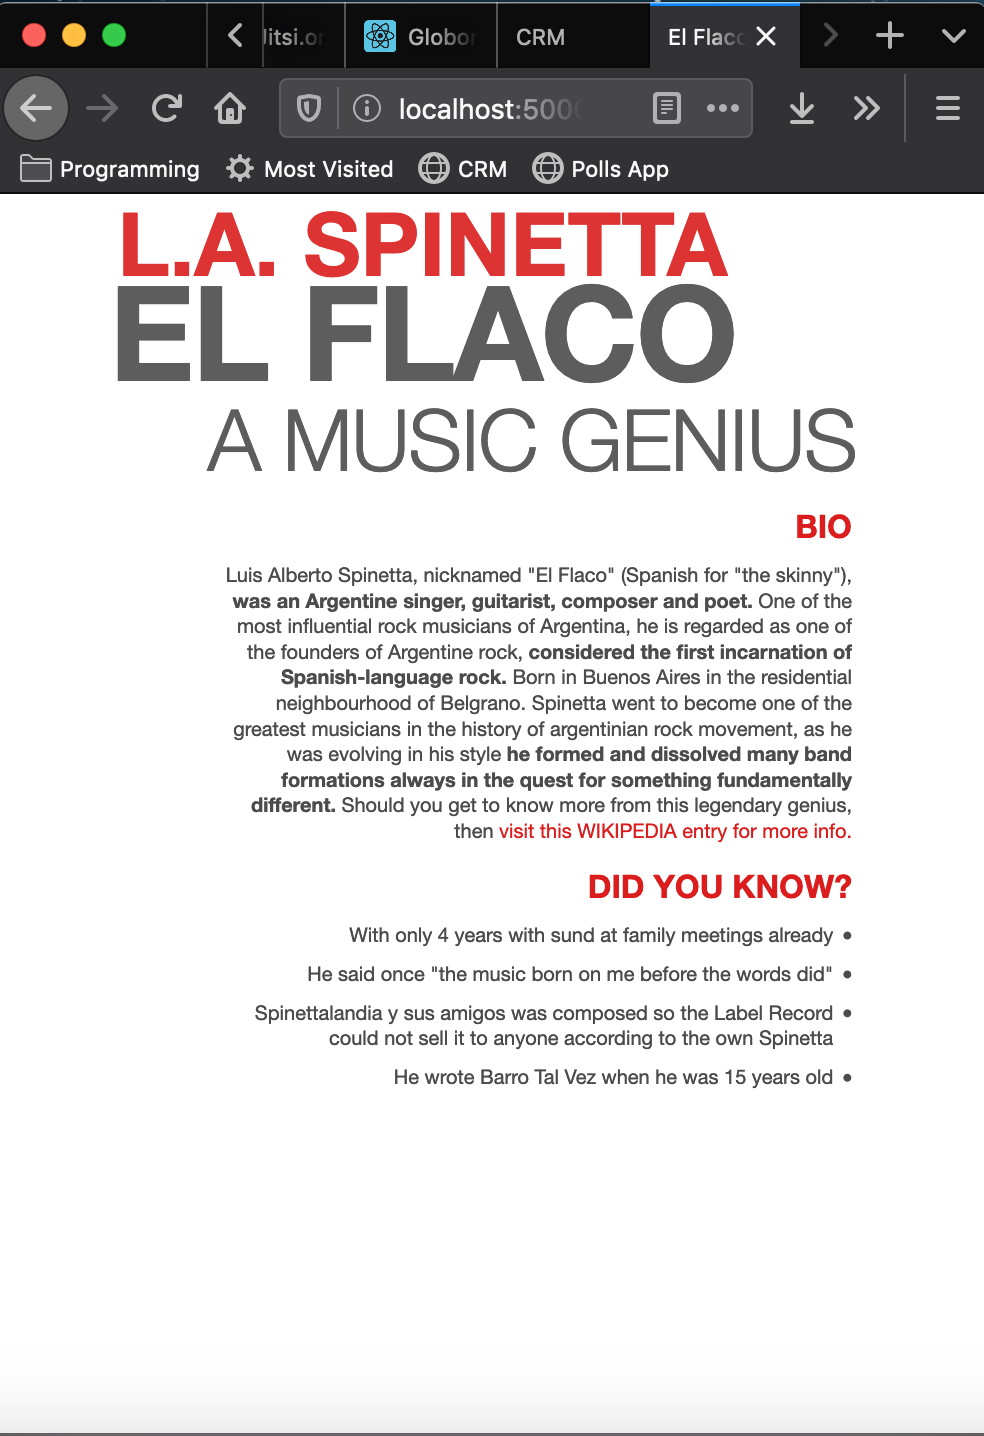 Jitsi.or
Globor
CRM
El Flaco
localhost:5000
Programming
Most Visited
CRM
Polls App
L.A. SPINETTA
EL FLACO
A MUSIC GENIUS
BIO
Luis Alberto Spinetta, nicknamed "El Flaco" (Spanish for "the skinny"),
was an Argentine singer, guitarist, composer and poet. One of the
most influential rock musicians of Argentina, he is regarded as one of
the founders of Argentine rock, considered the first incarnation of
Spanish-language rock. Born in Buenos Aires in the residential
neighbourhood of Belgrano. Spinetta went to become one of the
greatest musicians in the history of argentinian rock movement, as he
was evolving in his style he formed and dissolved many band
formations always in the quest for something fundamentally
different. Should you get to know more from this legendary genius,
then visit this WIKIPEDIA entry for more info.
DID YOU KNOW?
With only 4 years with sund at family meetings already •
He said once "the music born on me before the words did" •
Spinettalandia y sus amigos was composed so the Label Record •
could not sell it to anyone according to the own Spinetta
He wrote Barro Tal Vez when he was 15 years old •